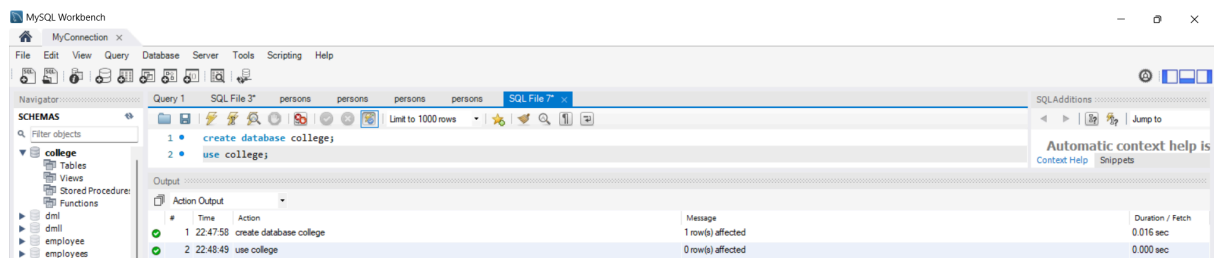 MySQL Workbench
MyConnection
File Edit View Query Database Server Tools Scripting Help
Navigator
SCHEMAS
Filter objects
college
Tables
Views
Stored Procedures
Functions
dml
dmll
employee
employees
Query 1 SQL File 3* persons persons persons persons SQL File 7*
Limit to 1000 rows
1 create database college;
2 use college;
Output
Action Output
# Time Action Message Duration / Fetch
1 22:47:58 create database college 1 row(s) affected 0.016 sec
2 22:48:49 use college 0 row(s) affected 0.000 sec
SQLAdditions
Jump to
Automatic context help is
Context Help Snippets